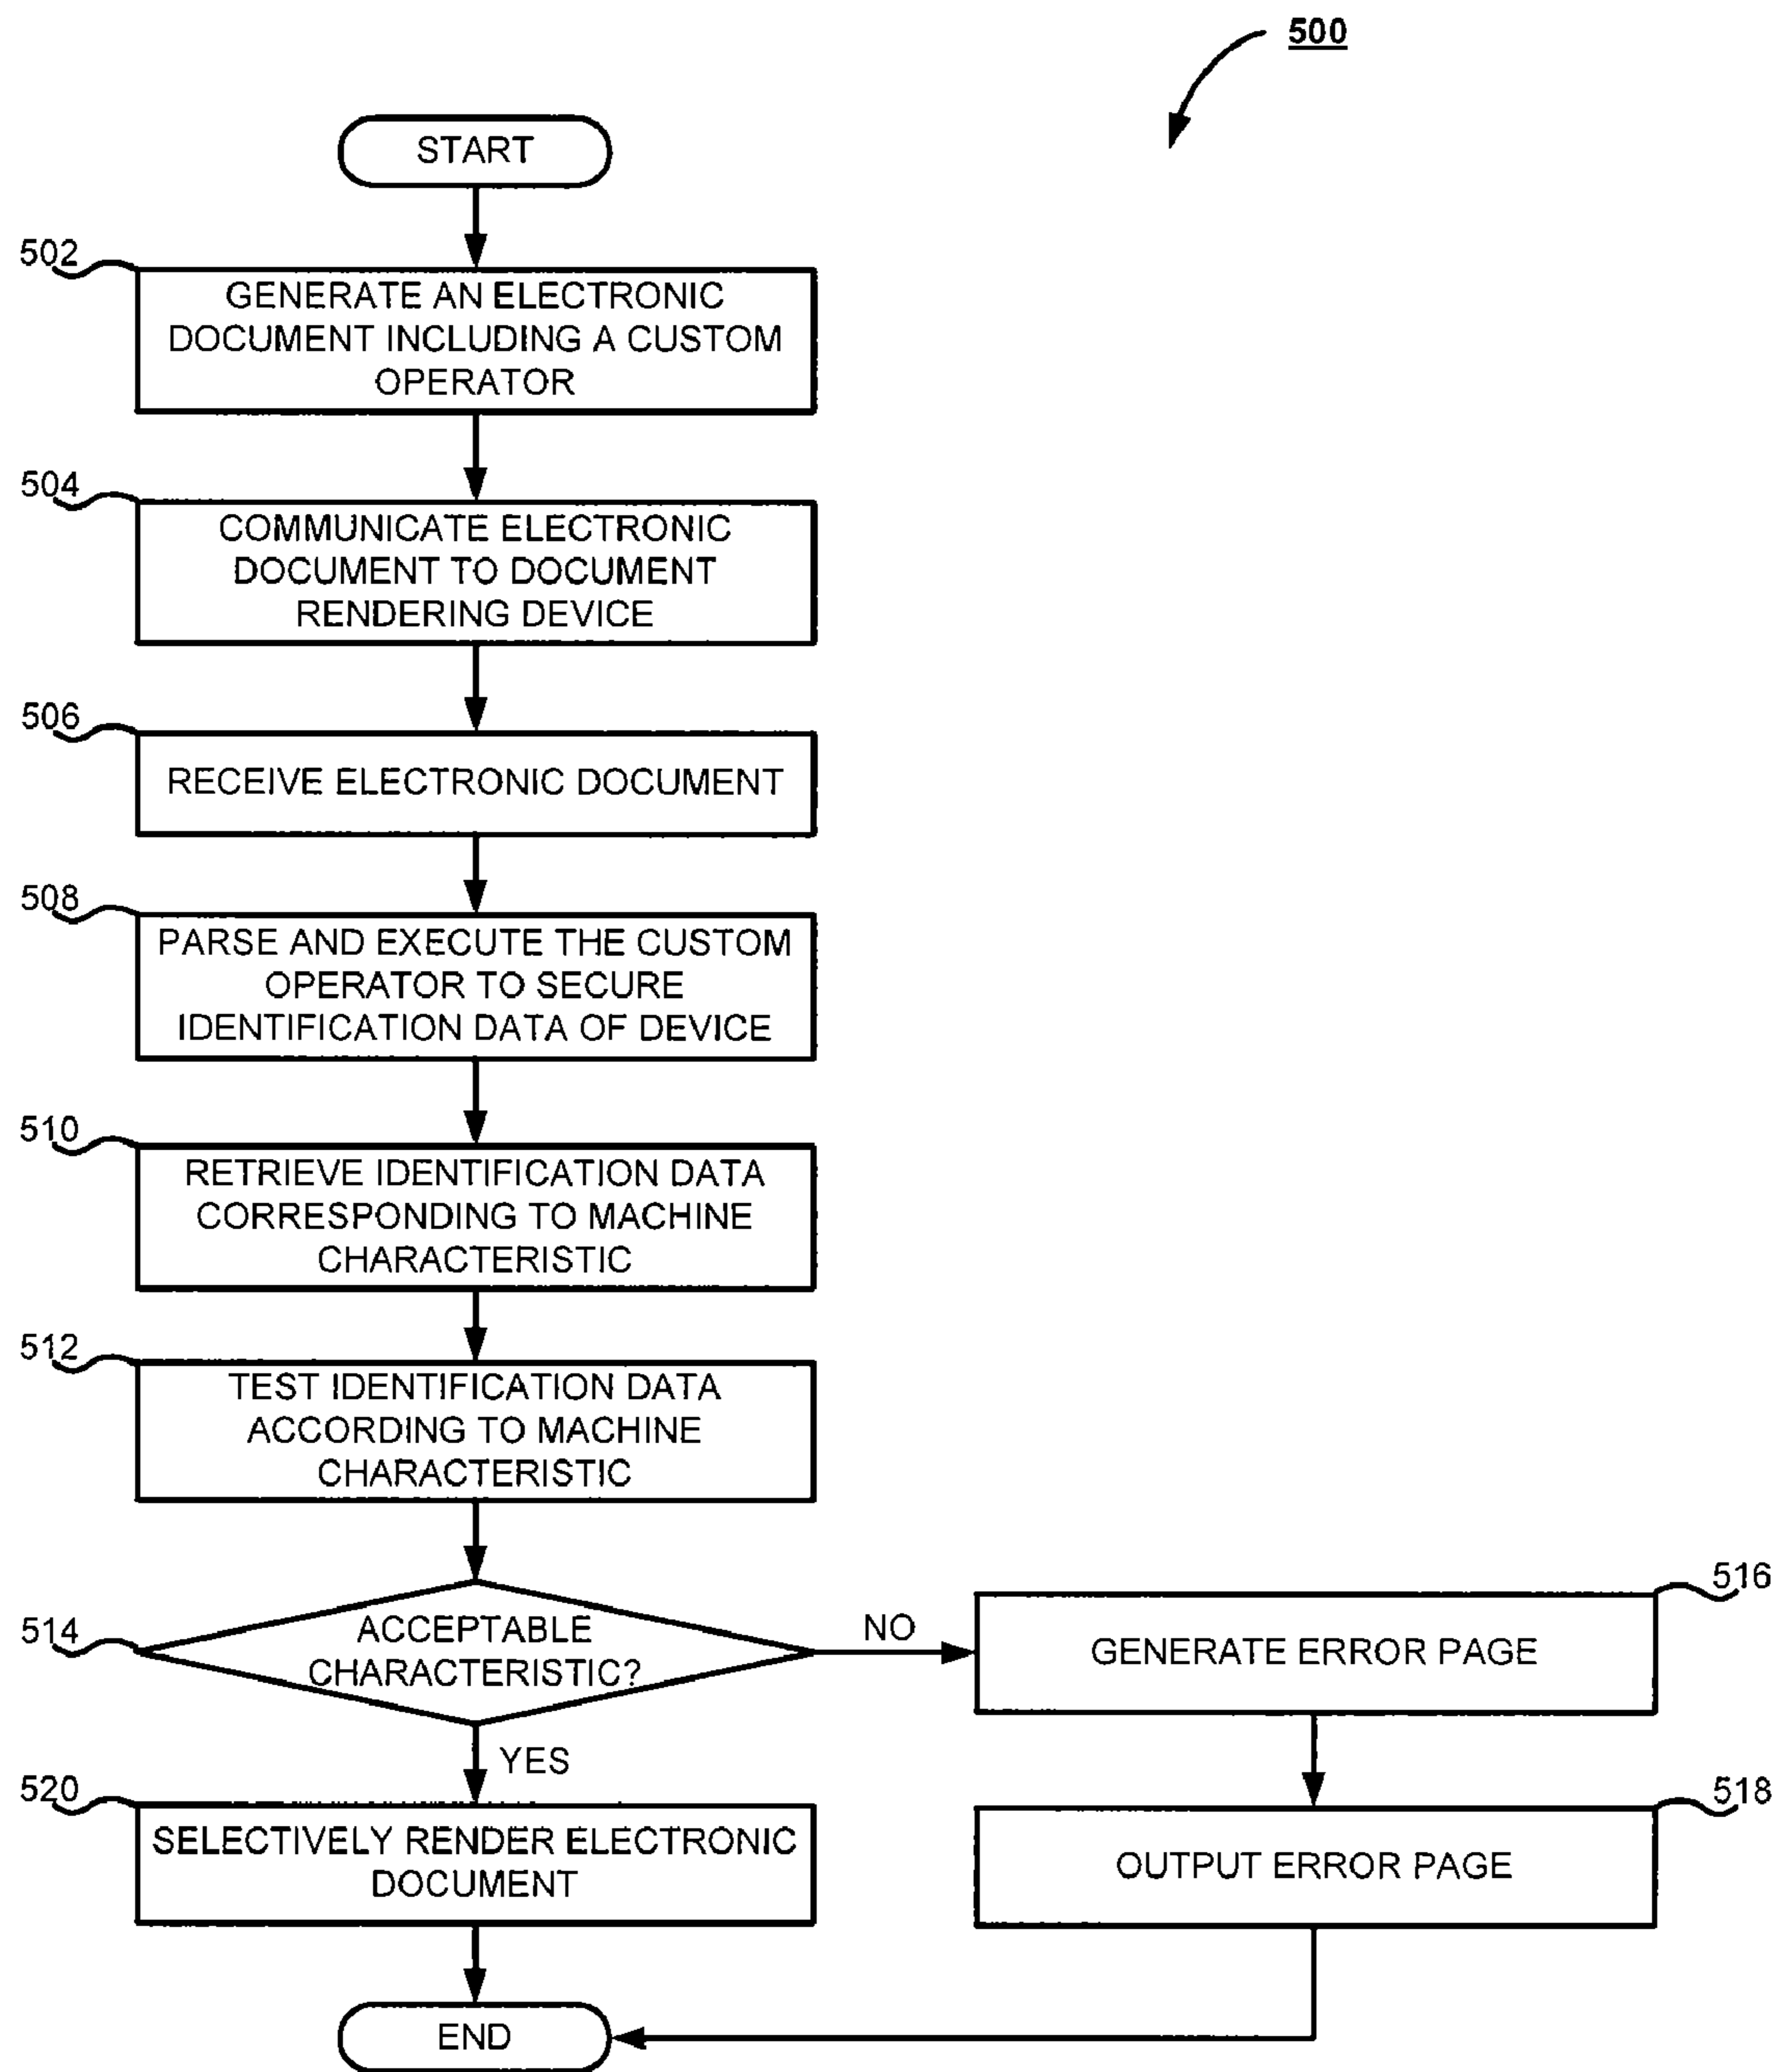 500
START
502
GENERATE AN ELECTRONIC
DOCUMENT INCLUDING A CUSTOM
OPERATOR
504
COMMUNICATE ELECTRONIC
DOCUMENT TO DOCUMENT
RENDERING DEVICE
506
RECEIVE ELECTRONIC DOCUMENT
508
PARSE AND EXECUTE THE CUSTOM
OPERATOR TO SECURE
IDENTIFICATION DATA OF DEVICE
510
RETRIEVE IDENTIFICATION DATA
CORRESPONDING TO MACHINE
CHARACTERISTIC
512
TEST IDENTIFICATION DATA
ACCORDING TO MACHINE
CHARACTERISTIC
514
ACCEPTABLE
CHARACTERISTIC?
NO
516
GENERATE ERROR PAGE
YES
520
SELECTIVELY RENDER ELECTRONIC
DOCUMENT
518
OUTPUT ERROR PAGE
END